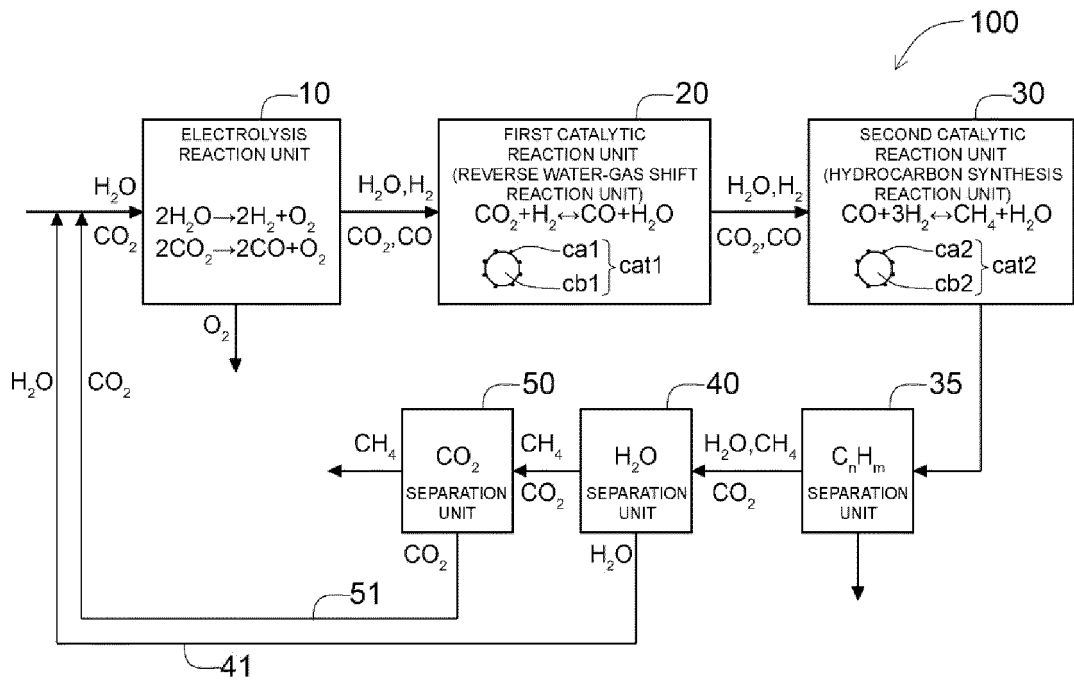 100
10
20
30
ELECTROLYSIS
REACTION UNIT
2H₂O→2H₂+O₂
2CO₂→2CO+O₂
FIRST CATALYTIC
REACTION UNIT
(REVERSE WATER-GAS SHIFT
REACTION UNIT)
CO₂+H₂↔CO+H₂O
ca1
cb1
cat1
SECOND CATALYTIC
REACTION UNIT
(HYDROCARBON SYNTHESIS
REACTION UNIT)
CO+3H₂↔CH₄+H₂O
ca2
cb2
cat2
H₂O
CO₂
H₂O,H₂
CO₂,CO
H₂O,H₂
CO₂,CO
O₂
H₂O
CO₂
50
40
35
CH₄
CO₂
SEPARATION
UNIT
CH₄
CO₂
H₂O
SEPARATION
UNIT
H₂O,CH₄
CO₂
CₙHₘ
SEPARATION
UNIT
CO₂
H₂O
51
41